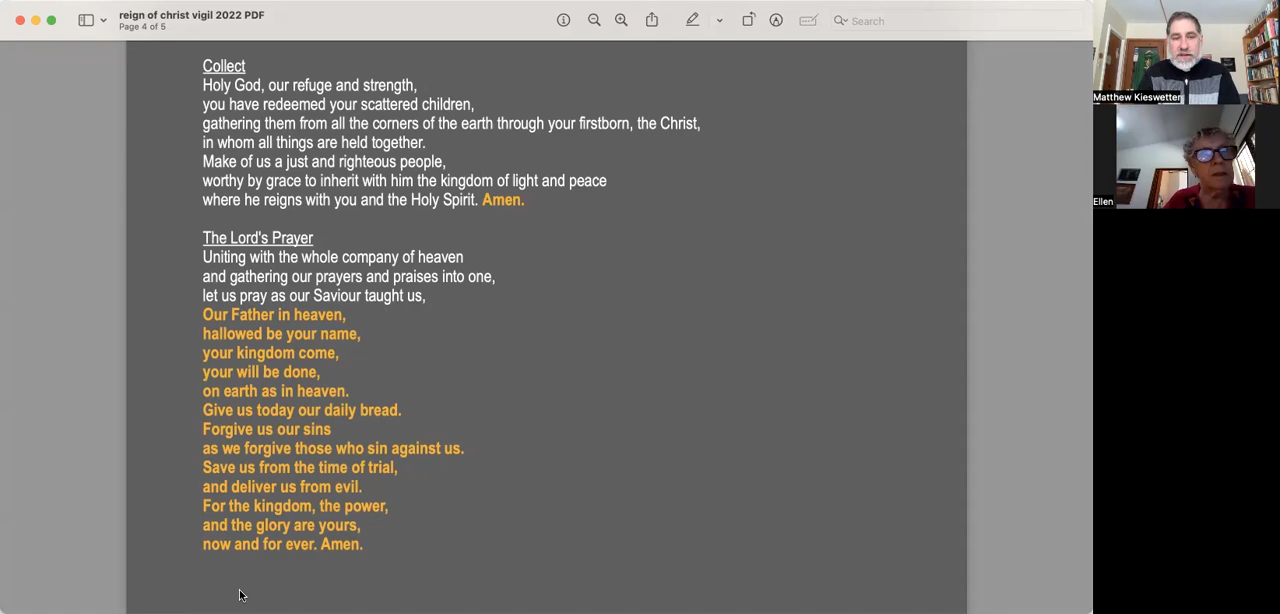 reign of christ vigil 2022 PDF
Page 4 of 5
Search
Collect
Holy God, our refuge and strength,
you have redeemed your scattered children,
gathering them from all the corners of the earth through your firstborn, the Christ,
in whom all things are held together.
Make of us a just and righteous people,
worthy by grace to inherit with him the kingdom of light and peace
where he reigns with you and the Holy Spirit. Amen.
The Lord's Prayer
Uniting with the whole company of heaven
and gathering our prayers and praises into one,
let us pray as our Saviour taught us,
Our Father in heaven,
hallowed be your name,
your kingdom come,
your will be done,
on earth as in heaven.
Give us today our daily bread.
Forgive us our sins
as we forgive those who sin against us.
Save us from the time of trial,
and deliver us from evil.
For the kingdom, the power,
and the glory are yours,
now and for ever. Amen.
Matthew Kieswetter
Ellen